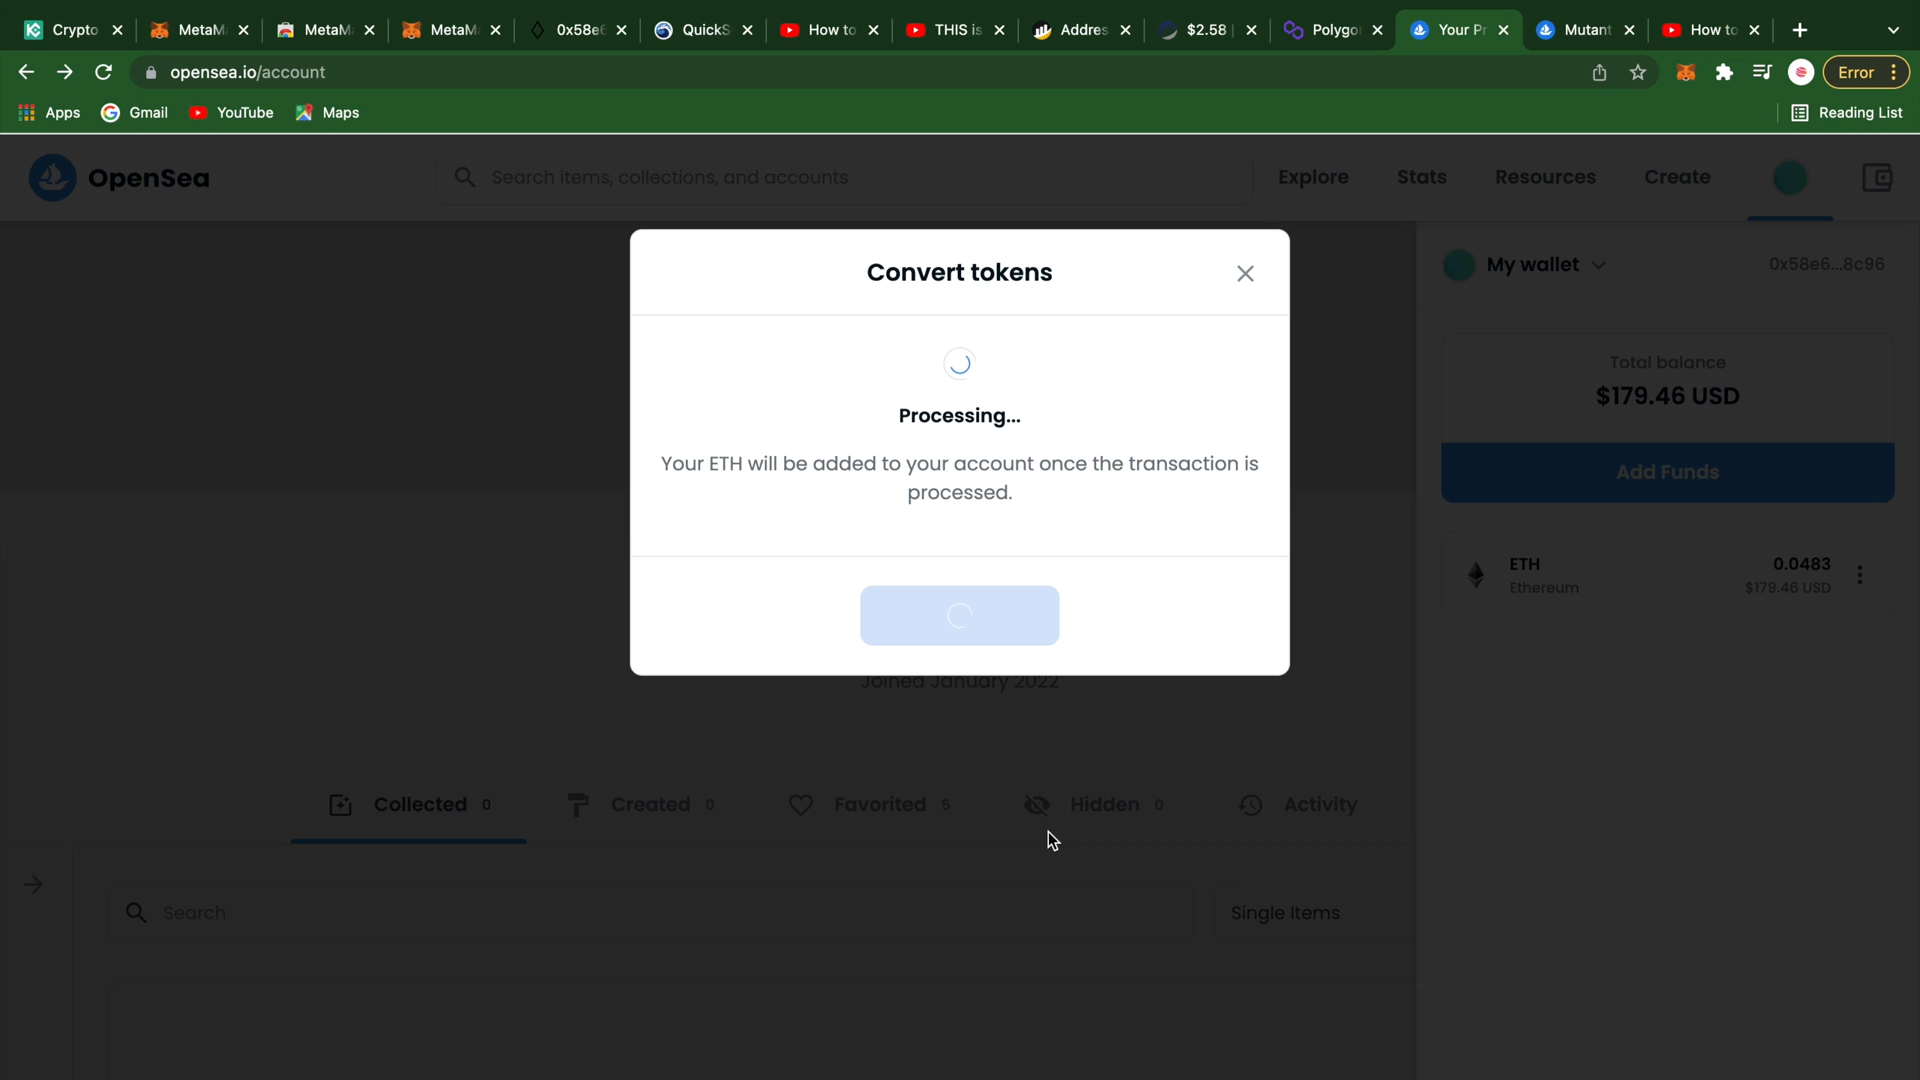 Crypto
MetaM
MetaM
MetaM
0x58e6
QuickS
How to
THIS is
Addres
$2.58 |
Polygon
Your Pr
Mutant
How to
opensea.io/account
Error
Apps
Gmail
YouTube
Maps
Reading List
OpenSea
Search items, collections, and accounts
Explore
Stats
Resources
Create
Convert tokens
My wallet
0x58e6...8c96
Processing...
Your ETH will be added to your account once the transaction is
processed.
Total balance
$179.46 USD
Add Funds
ETH
0.0483
Ethereum
$179.46 USD
Joined January 2022
Collected 0
Created 0
Favorited 5
Hidden 0
Activity
Search
Single Items